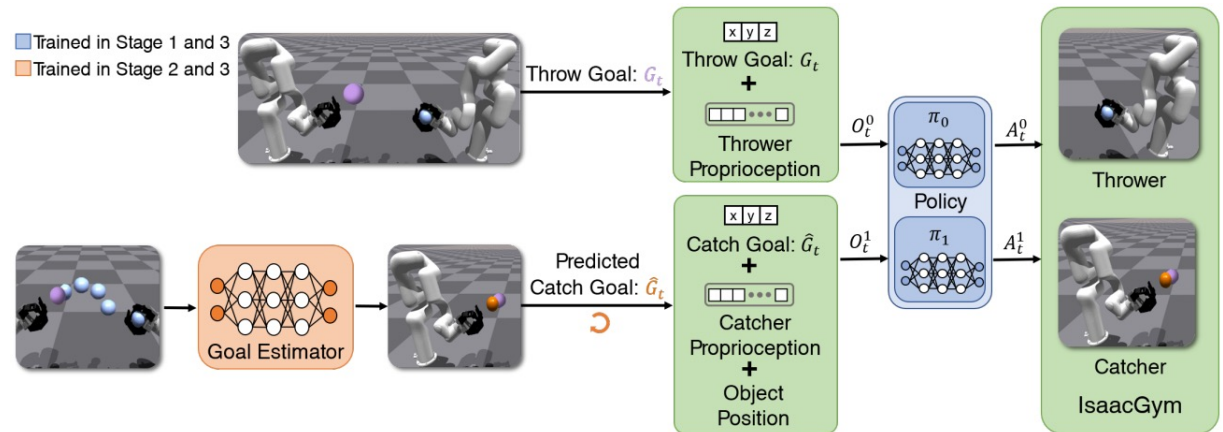 Trained in Stage 1 and 3
Trained in Stage 2 and 3
Throw Goal: G_t
x y z
Throw Goal: G_t
+
Thrower
Proprioception
O_t^0
π_0
Policy
π_1
A_t^0
Thrower
Goal Estimator
Predicted
Catch Goal: Ĝ_t
x y z
Catch Goal: Ĝ_t
+
Catcher
Proprioception
+
Object
Position
O_t^1
A_t^1
Catcher
IsaacGym